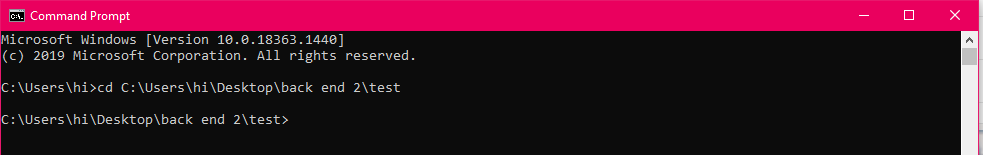 Command Prompt
Microsoft Windows [Version 10.0.18363.1440]
(c) 2019 Microsoft Corporation. All rights reserved.
C:\Users\hi>cd C:\Users\hi\Desktop\back end 2\test
C:\Users\hi\Desktop\back end 2\test>